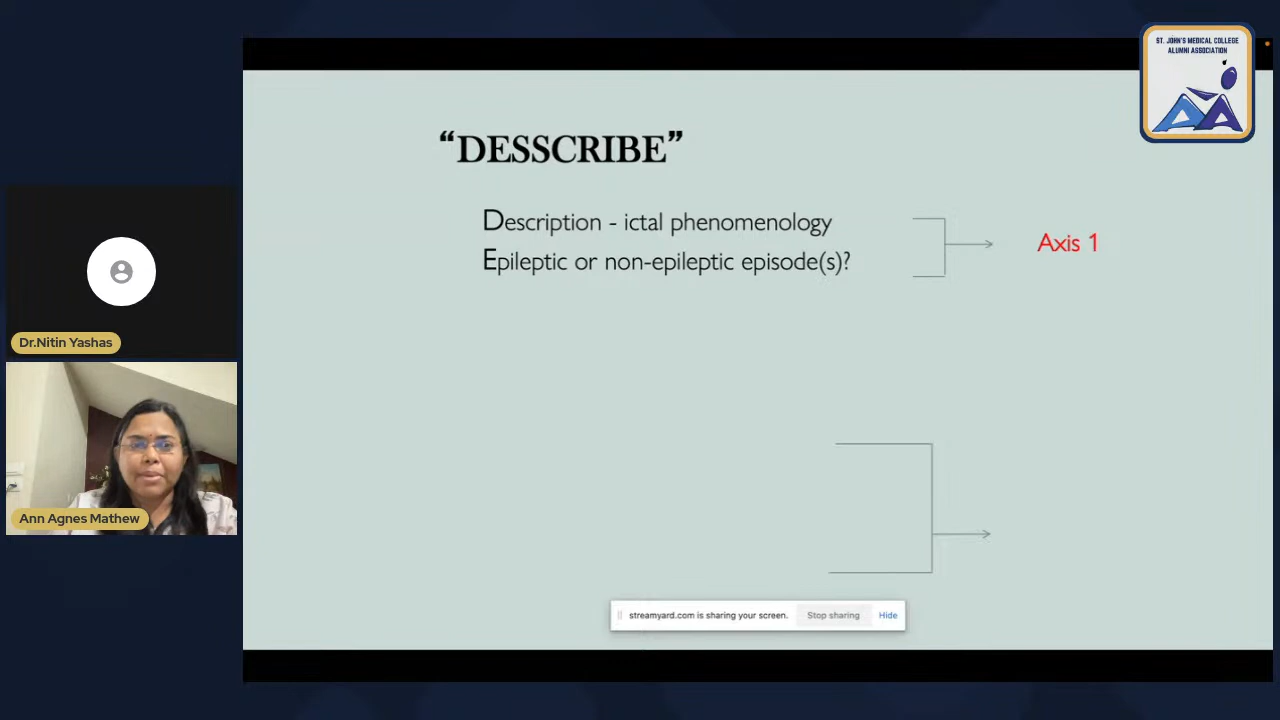 ST. JOHN'S MEDICAL COLLEGE
ALUMNI ASSOCIATION
“DESSCRIBE”
Description - ictal phenomenology
Epileptic or non-epileptic episode(s)?
Axis 1
Dr.Nitin Yashas
Ann Agnes Mathew
streamyard.com is sharing your screen.
Stop sharing
Hide